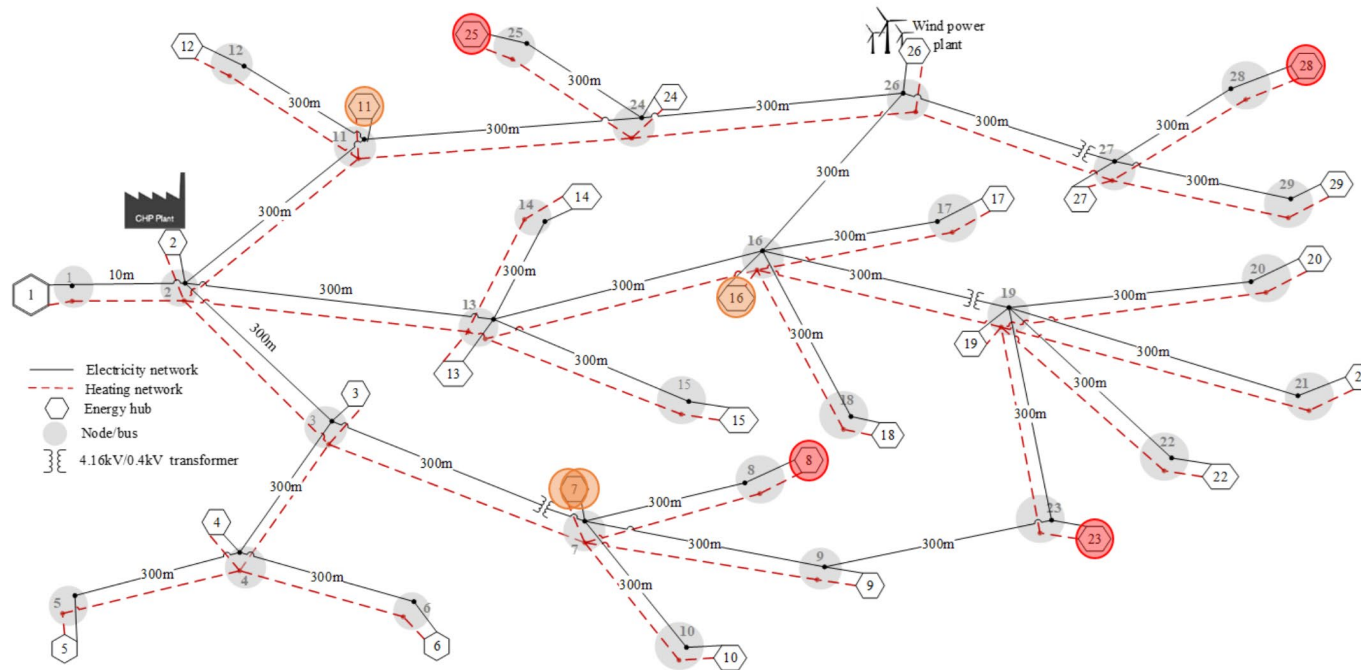 12
12
25
25
Wind power
plant
26
28
28
300m
300m
24
24
26
11
300m
300m
300m
300m
11
27
27
300m
29
29
CHP Plant
2
300m
14
14
300m
17
17
16
300m
1
1
10m
2
300m
300m
300m
300m
20
20
13
16
19
300m
300m
300m
19
300m
21
Electricity network
Heating network
Energy hub
Node/bus
4.16kV/0.4kV transformer
3
3
13
300m
15
15
300m
300m
18
18
300m
22
22
300m
300m
8
8
7
300m
23
23
4
7
300m
300m
300m
9
9
300m
300m
4
300m
5
5
6
6
10
10